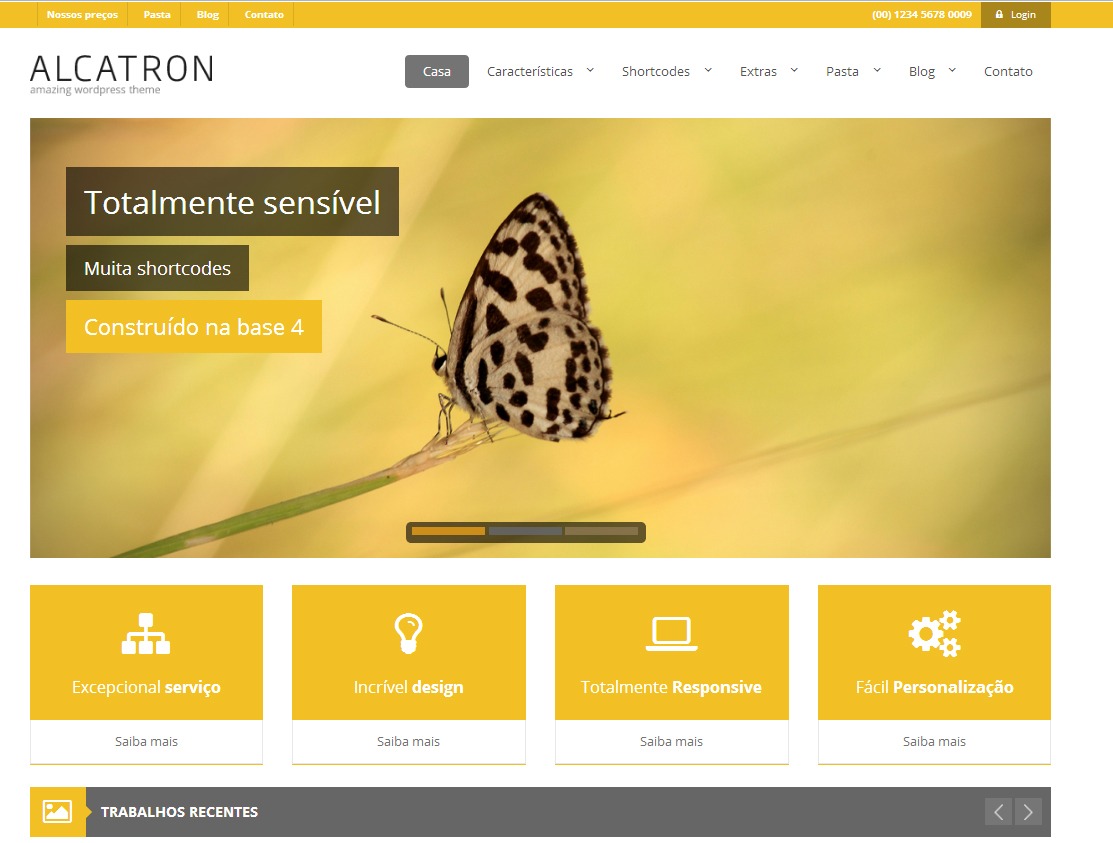 Nossos preços Pasta Blog Contato (00) 1234 5678 0009 Login
ALCATRON
amazing wordpress theme
Casa Características Shortcodes Extras Pasta Blog Contato
Totalmente sensível
Muita shortcodes
Construído na base 4
Excepcional serviço Incrível design Totalmente Responsive Fácil Personalização
Saiba mais Saiba mais Saiba mais Saiba mais
TRABALHOS RECENTES